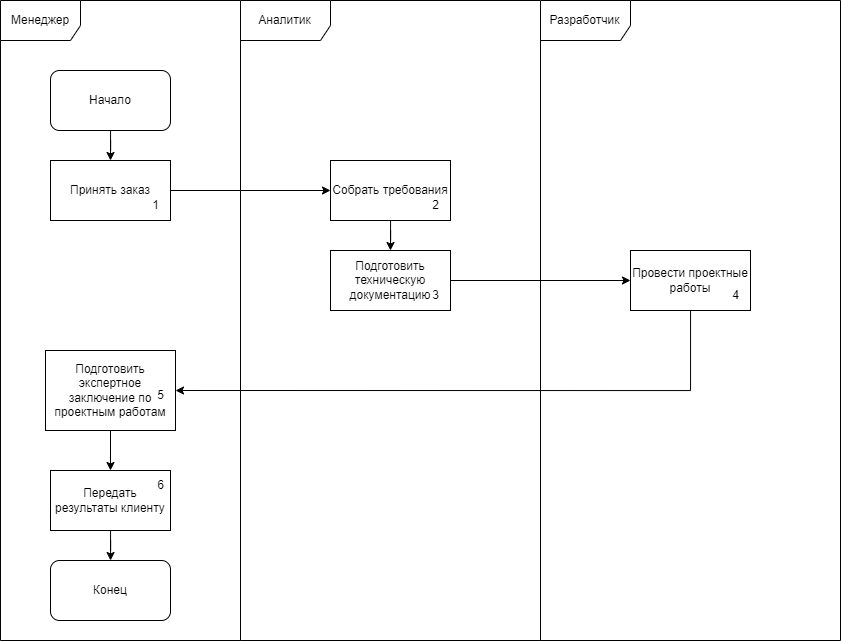 Менеджер
Аналитик
Разработчик
Начало
Принять заказ
1
Собрать требования
2
Подготовить
техническую
документацию 3
Провести проектные
работы 4
Подготовить
экспертное
заключение по 5
проектным работам
6
Передать
результаты клиенту
Конец